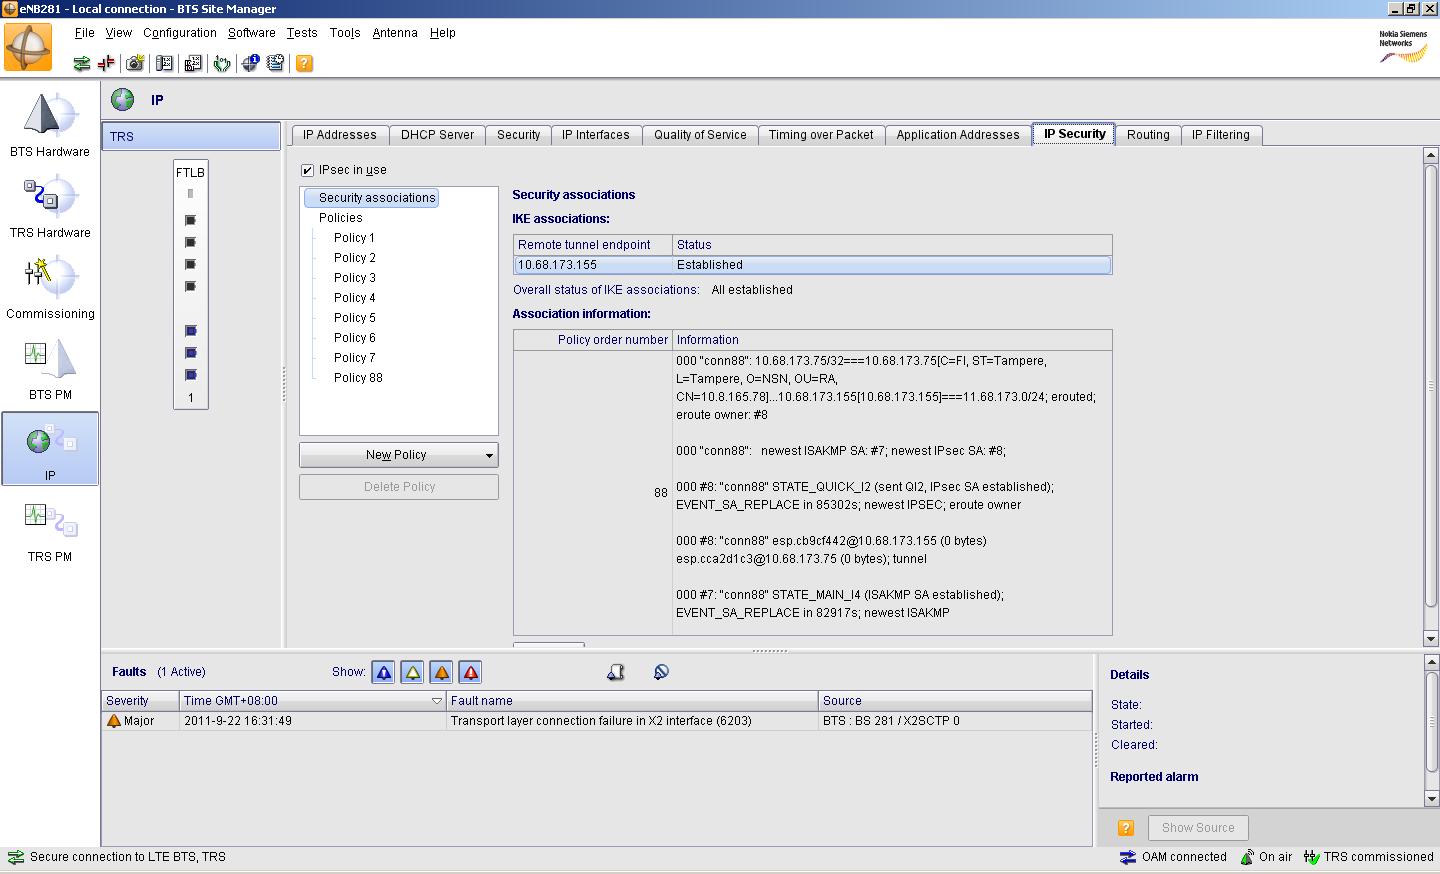 eNB281 - Local connection - BTS Site Manager
File View Configuration Software Tests Tools Antenna Help
Nokia Siemens
Networks
BTS Hardware
TRS Hardware
Commissioning
BTS PM
IP
TRS PM
IP
TRS
FTLB
1
IP Addresses DHCP Server Security IP Interfaces Quality of Service Timing over Packet Application Addresses IP Security Routing IP Filtering
IPsec in use
Security associations
Policies
Policy 1
Policy 2
Policy 3
Policy 4
Policy 5
Policy 6
Policy 7
Policy 88
New Policy
Delete Policy
Security associations
IKE associations:
Remote tunnel endpoint Status
10.68.173.155 Established
Overall status of IKE associations: All established
Association information:
Policy order number Information
88
000 "conn88": 10.68.173.75/32===10.68.173.75[C=FI, ST=Tampere,
L=Tampere, O=NSN, OU=RA,
CN=10.8.165.78]...10.68.173.155[10.68.173.155]===11.68.173.0/24; erouted;
eroute owner: #8
000 "conn88": newest ISAKMP SA: #7; newest IPsec SA: #8;
000 #8: "conn88" STATE_QUICK_I2 (sent QI2, IPsec SA established);
EVENT_SA_REPLACE in 85302s; newest IPSEC; eroute owner
000 #8: "conn88" esp.cb9cf442@10.68.173.155 (0 bytes)
esp.cca2d1c3@10.68.173.75 (0 bytes); tunnel
000 #7: "conn88" STATE_MAIN_I4 (ISAKMP SA established);
EVENT_SA_REPLACE in 82917s; newest ISAKMP
Faults (1 Active) Show:
Severity Time GMT+08:00 Fault name Source
Major 2011-9-22 16:31:49 Transport layer connection failure in X2 interface (6203) BTS : BS 281 / X2SCTP 0
Details
State:
Started:
Cleared:
Reported alarm
Show Source
Secure connection to LTE BTS, TRS
OAM connected On air TRS commissioned